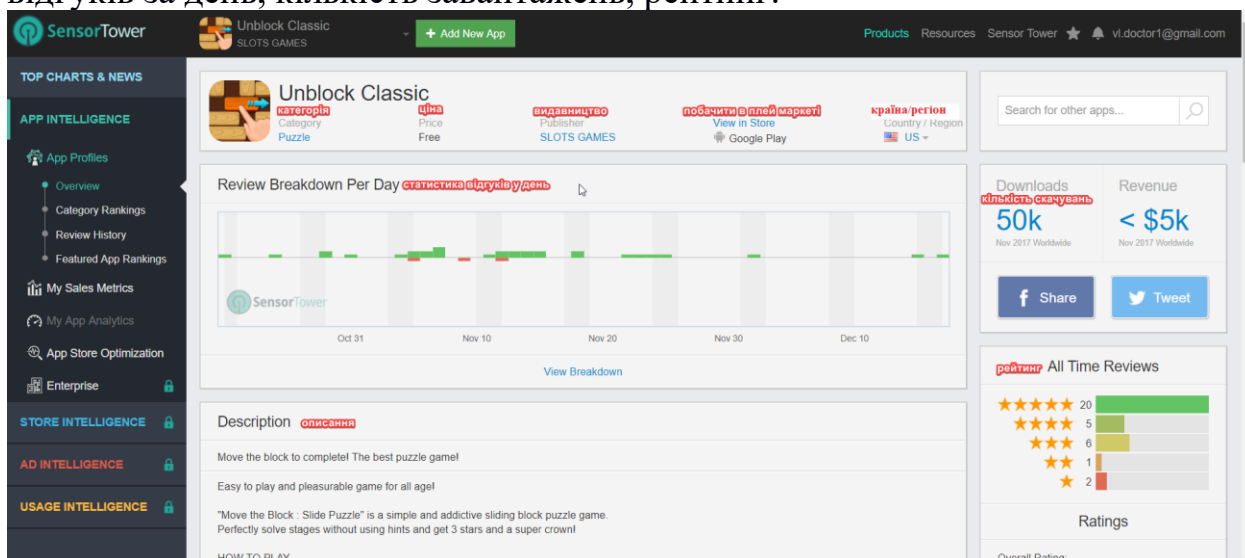 відгуків за день, кількість завантажень, рейтинг.
SensorTower
Unblock Classic
SLOTS GAMES
+ Add New App
Products Resources Sensor Tower vl.doctor1@gmail.com
TOP CHARTS & NEWS
APP INTELLIGENCE
App Profiles
Overview
Category Rankings
Review History
Featured App Rankings
My Sales Metrics
My App Analytics
App Store Optimization
Enterprise
STORE INTELLIGENCE
AD INTELLIGENCE
USAGE INTELLIGENCE
Unblock Classic
категорія ціна видавництво побачити в плей маркеті країна/регіон
Category Price Publisher View in Store Country / Region
Puzzle Free SLOTS GAMES Google Play US
Search for other apps...
Review Breakdown Per Day статистика відгуків у день
SensorTower
Oct 31 Nov 10 Nov 20 Nov 30 Dec 10
View Breakdown
Downloads Revenue
кількість скачувань
50k < $5k
Nov 2017 Worldwide Nov 2017 Worldwide
Share Tweet
рейтинг All Time Reviews
20
5
6
1
2
Ratings
Overall Rating:
Description описання
Move the block to complete! The best puzzle game!
Easy to play and pleasurable game for all age!
"Move the Block : Slide Puzzle" is a simple and addictive sliding block puzzle game.
Perfectly solve stages without using hints and get 3 stars and a super crown!
HOW TO PLAY